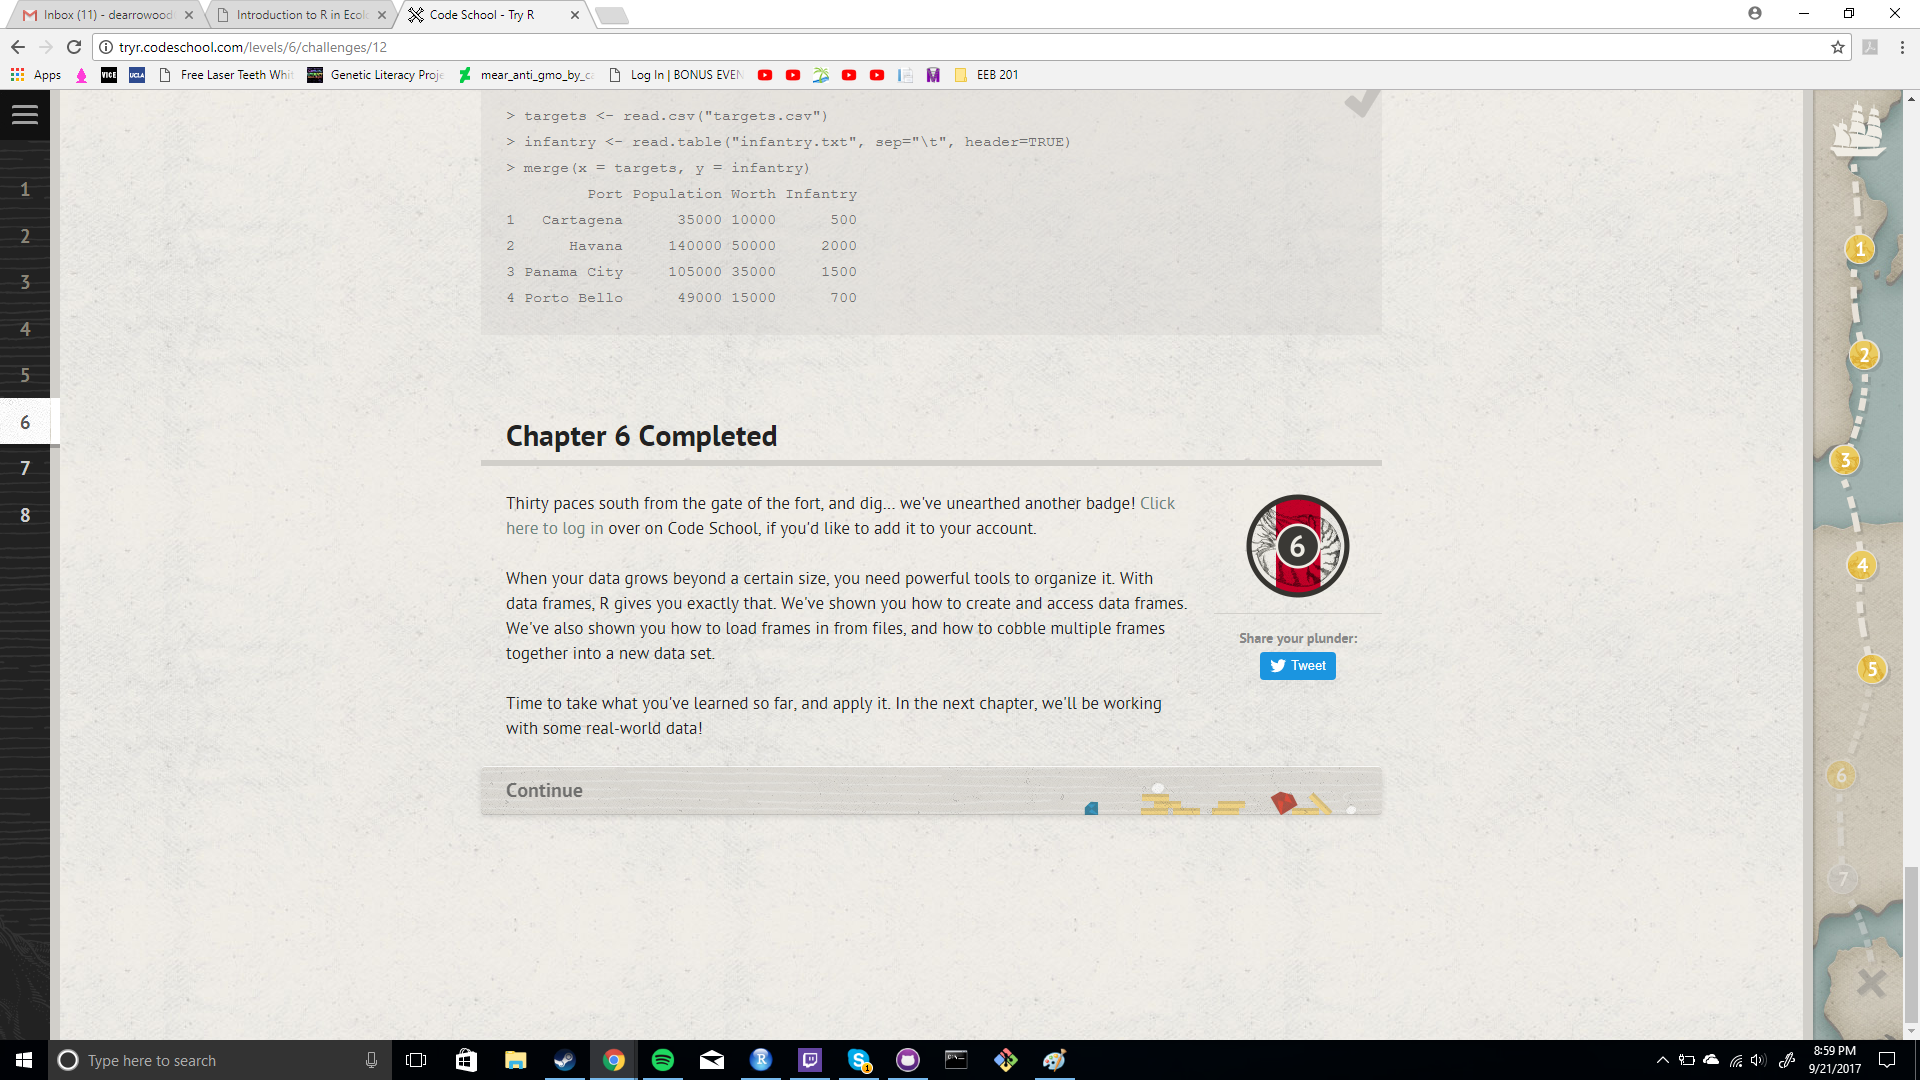 Inbox (11) - dearrowood
Introduction to R in Ecol
Code School - Try R
tryr.codeschool.com/levels/6/challenges/12
Apps
VICE
UCLA
Free Laser Teeth Whit
Genetic Literacy Proje
mear_anti_gmo_by_ca
Log In | BONUS EVEN
EEB 201
1
2
3
4
5
6
7
8
> targets <- read.csv("targets.csv")
> infantry <- read.table("infantry.txt", sep="\t", header=TRUE)
> merge(x = targets, y = infantry)
Port Population Worth Infantry
1 Cartagena 35000 10000 500
2 Havana 140000 50000 2000
3 Panama City 105000 35000 1500
4 Porto Bello 49000 15000 700
Chapter 6 Completed
Thirty paces south from the gate of the fort, and dig... we've unearthed another badge! Click
here to log in over on Code School, if you'd like to add it to your account.
When your data grows beyond a certain size, you need powerful tools to organize it. With
data frames, R gives you exactly that. We've shown you how to create and access data frames.
We've also shown you how to load frames in from files, and how to cobble multiple frames
together into a new data set.
Time to take what you've learned so far, and apply it. In the next chapter, we'll be working
with some real-world data!
6
Share your plunder:
Tweet
Continue
1
2
3
4
5
6
7
Type here to search
R
1
8:59 PM
9/21/2017